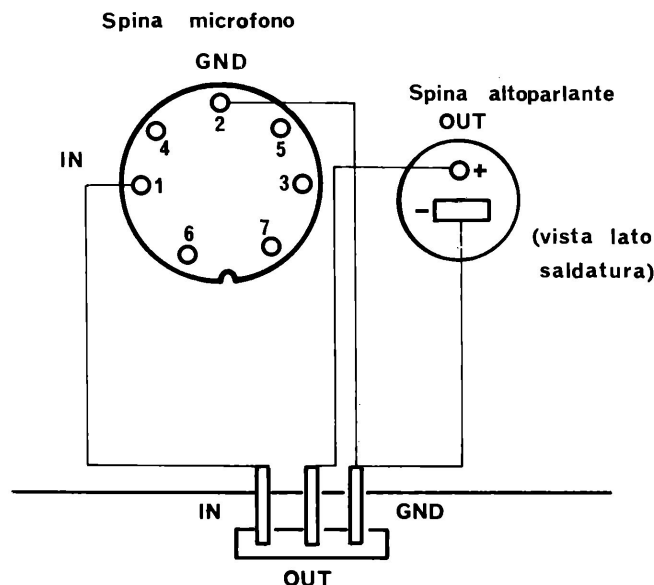 Spina microfono
GND
2
4
5
IN
1
3
6
7
Spina altoparlante
OUT
+
-
(vista lato
saldatura)
IN
GND
OUT